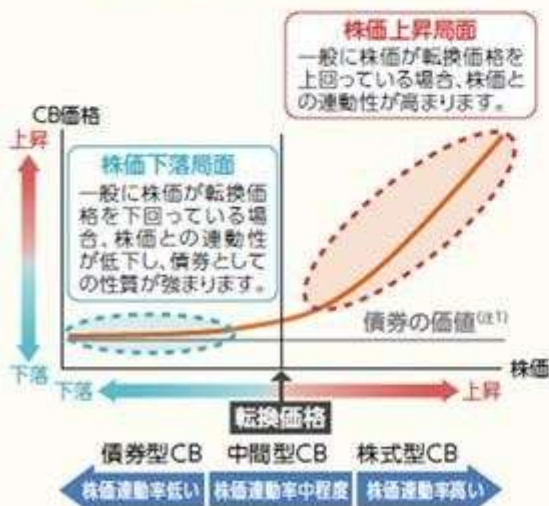 株価上昇局面
一般に株価が転換価格を
上回っている場合、株価と
の連動性が高まります。
CB価格
上昇
株価下落局面
一般に株価が転換価
格を下回っている場
合、株価との連動性
が低下し、債券として
の性質が強まります。
債券の価値(注1)
下落
株価
下落
上昇
転換価格
債券型CB 中間型CB 株式型CB
株価連動率低い 株価連動率中程度 株価連動率高い